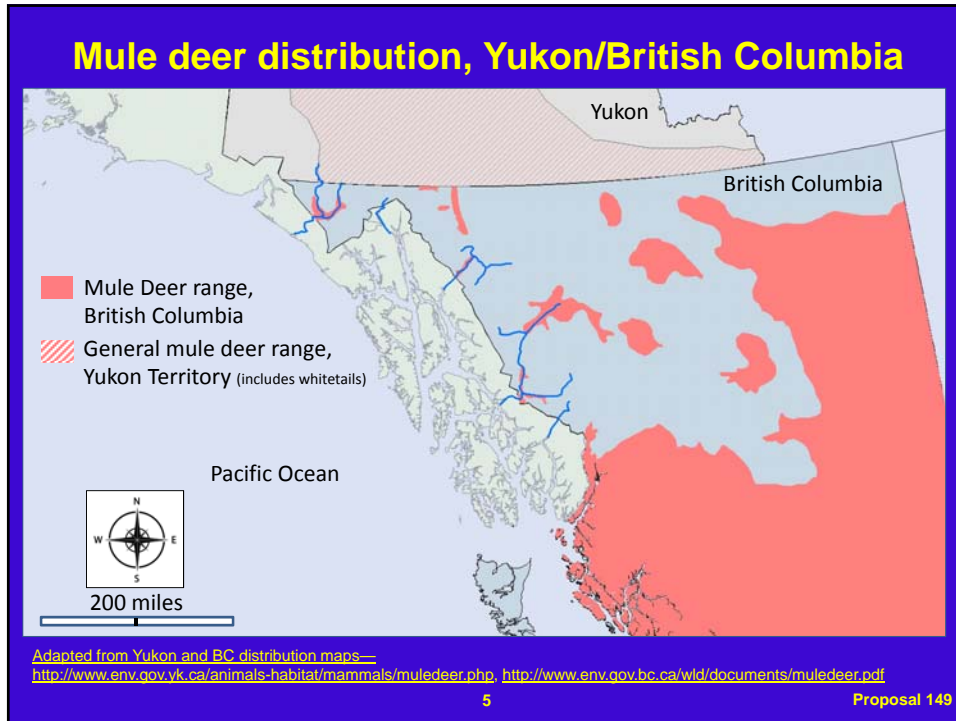 Mule deer distribution, Yukon/British Columbia
Yukon
British Columbia
Mule Deer range,
British Columbia
General mule deer range,
Yukon Territory (includes whitetails)
Pacific Ocean
N
W E
S
200 miles
Adapted from Yukon and BC distribution maps—
http://www.env.gov.yk.ca/animals-habitat/mammals/muledeer.php, http://www.env.gov.bc.ca/wld/documents/muledeer.pdf
5
Proposal 149